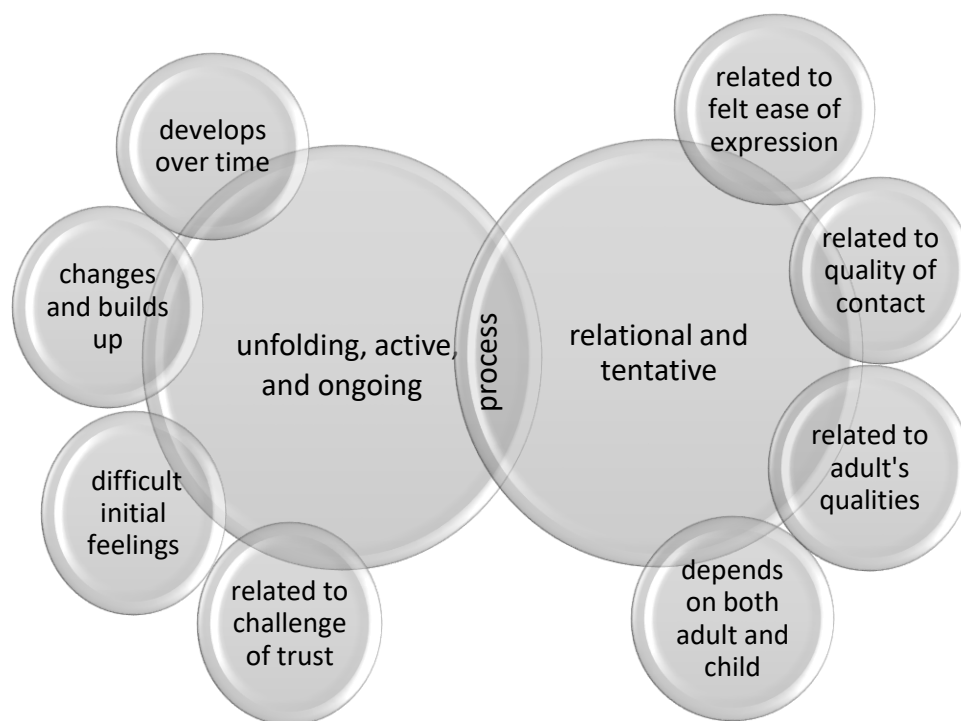 develops
over time
changes
and builds
up
difficult
initial
feelings
related to
challenge
of trust
unfolding, active,
and ongoing
process
relational and
tentative
related to
felt ease of
expression
related to
quality of
contact
related to
adult's
qualities
depends
on both
adult and
child